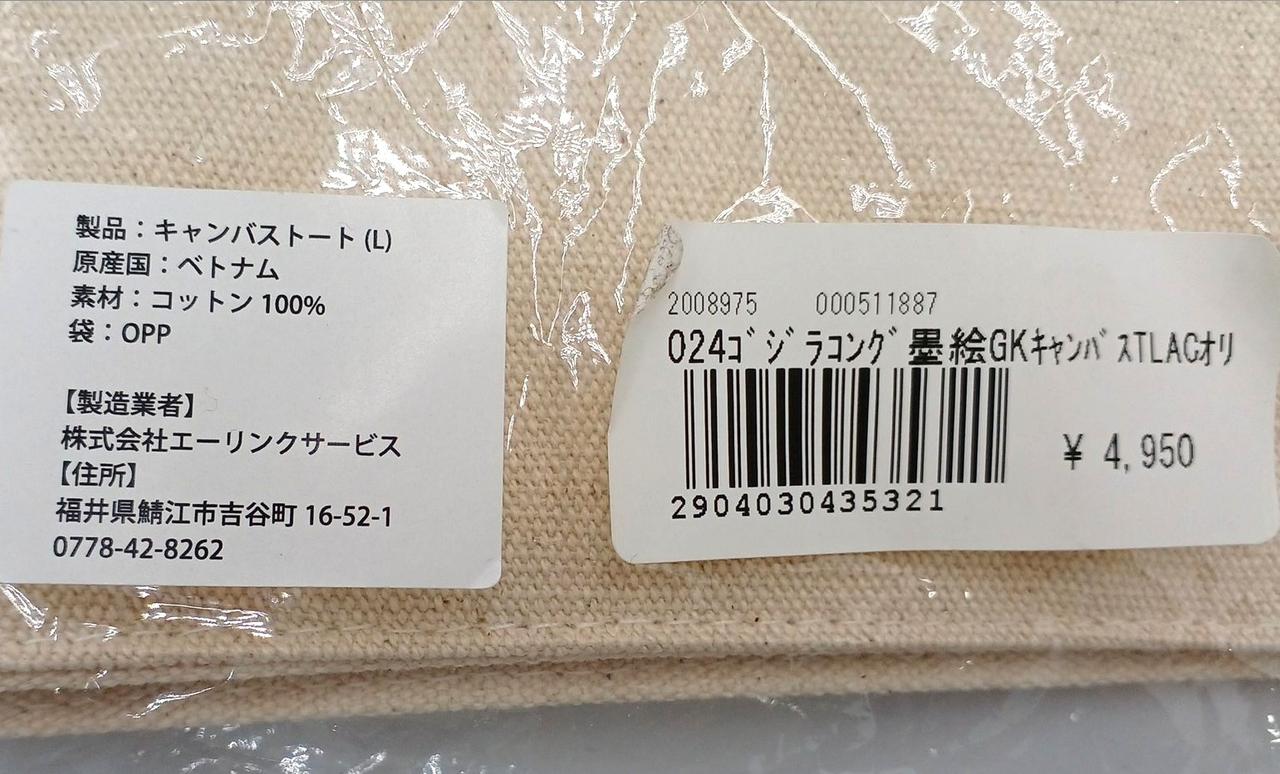 製品：キャンバストート (L)
原産国：ベトナム
素材：コットン 100%
袋：OPP
【製造業者】
株式会社エーリンクサービス
【住所】
福井県鯖江市吉谷町 16-52-1
0778-42-8262
2008975 000511887
024ｺﾞｼﾞﾗコング墨絵GKｷｬﾝﾊﾞｽTLACオリ
¥ 4,950
2904030435321